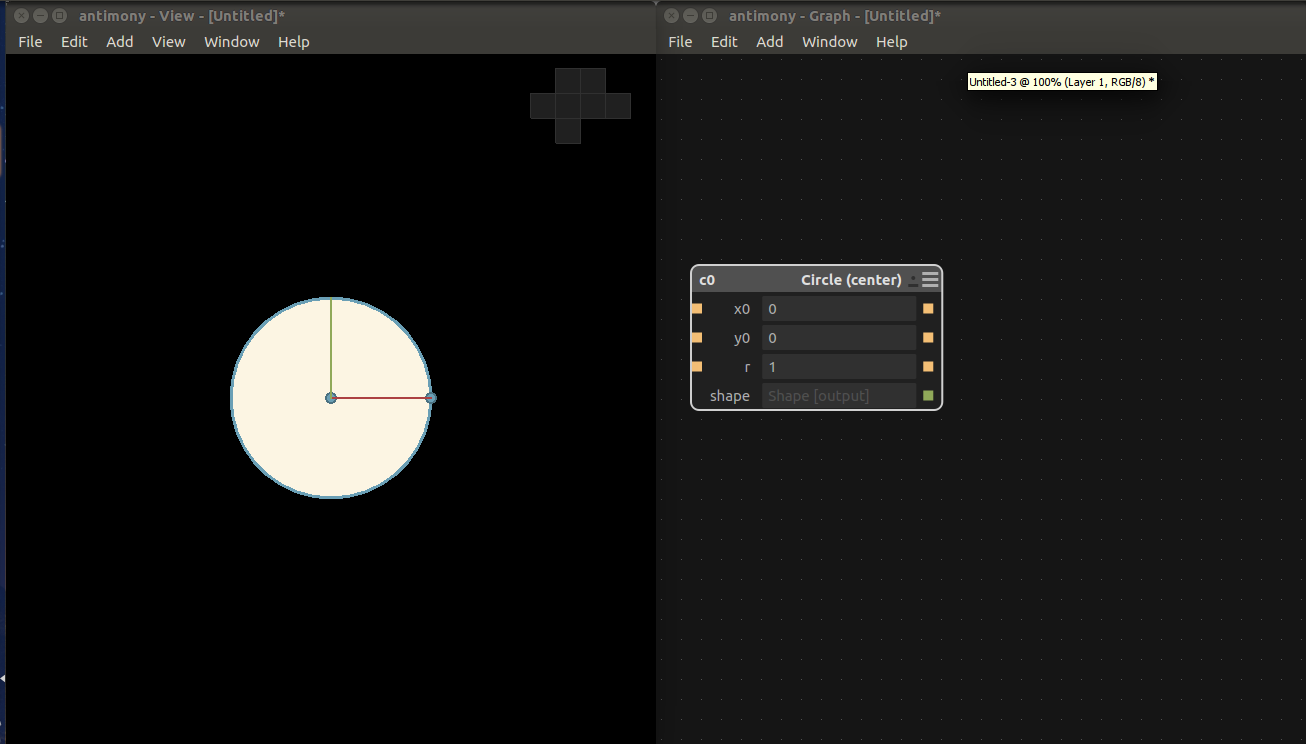 antimony - View - [Untitled]*
File Edit Add View Window Help
antimony - Graph - [Untitled]*
File Edit Add Window Help
Untitled-3 @ 100% (Layer 1, RGB/8) *
c0 Circle (center)
x0 0
y0 0
r 1
shape Shape [output]